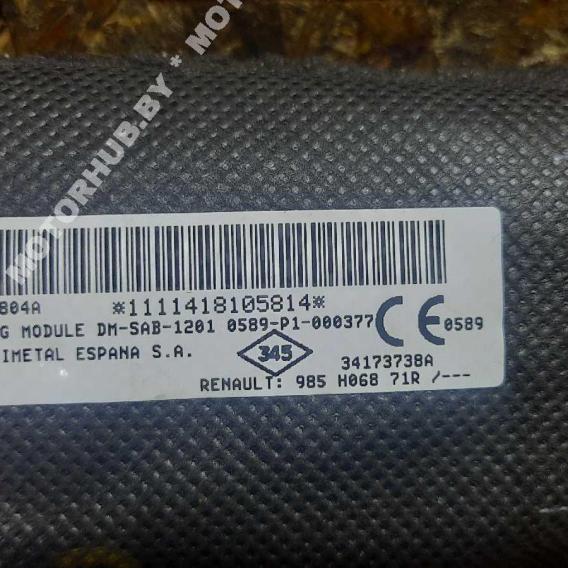 MOTORHUB.BY * MOTOR
804A *1111418105814*
G MODULE DM-SAB-1201 0589-P1-000377 CE 0589
IMETAL ESPANA S.A. 345 34173738A
RENAULT: 985 H068 71R /---